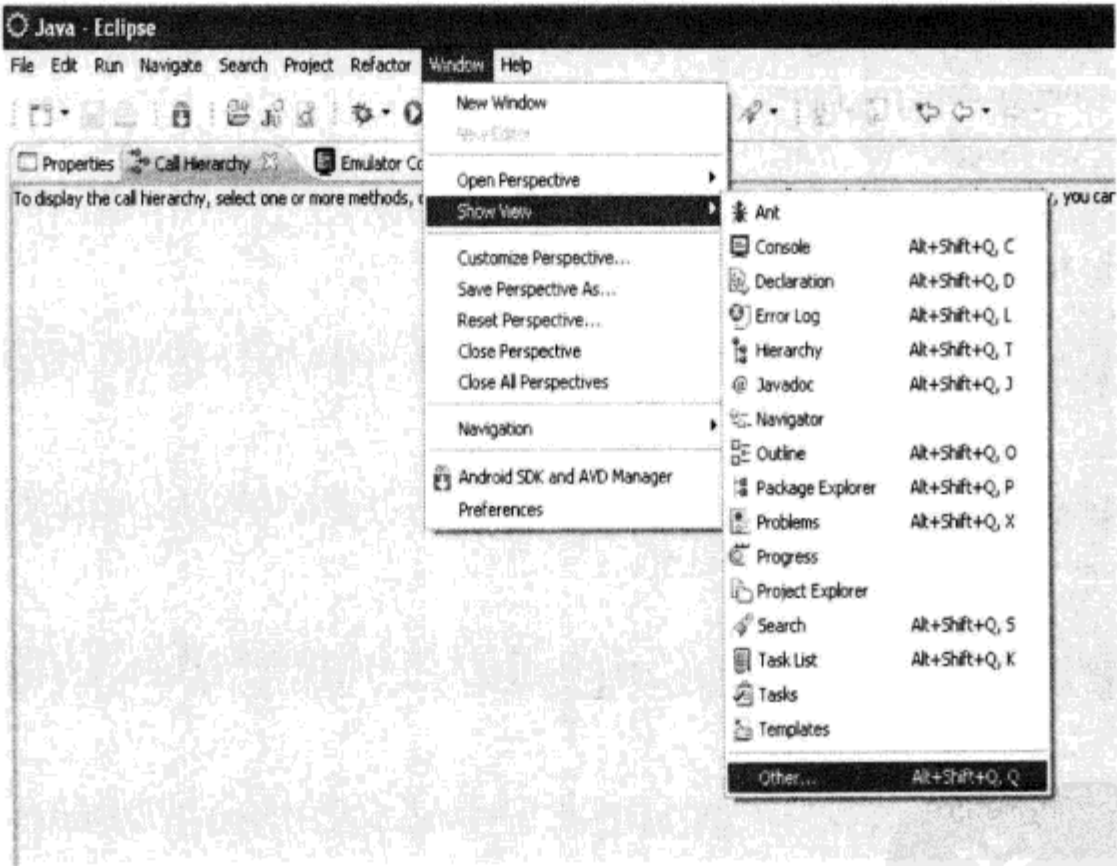 Java - Eclipse
File Edit Run Navigate Search Project Refactor Window Help
New Window
New Editor
Properties
Call Hierarchy
Emulator Co
To display the call hierarchy, select one or more methods,
, you can
Open Perspective
Show View
Customize Perspective...
Save Perspective As...
Reset Perspective...
Close Perspective
Close All Perspectives
Navigation
Android SDK and AVD Manager
Preferences
Ant
Console Alt+Shift+Q, C
Declaration Alt+Shift+Q, D
Error Log Alt+Shift+Q, L
Hierarchy Alt+Shift+Q, T
@ Javadoc Alt+Shift+Q, J
Navigator
Outline Alt+Shift+Q, O
Package Explorer Alt+Shift+Q, P
Problems Alt+Shift+Q, X
Progress
Project Explorer
Search Alt+Shift+Q, S
Task List Alt+Shift+Q, K
Tasks
Templates
Other... Alt+Shift+Q, Q